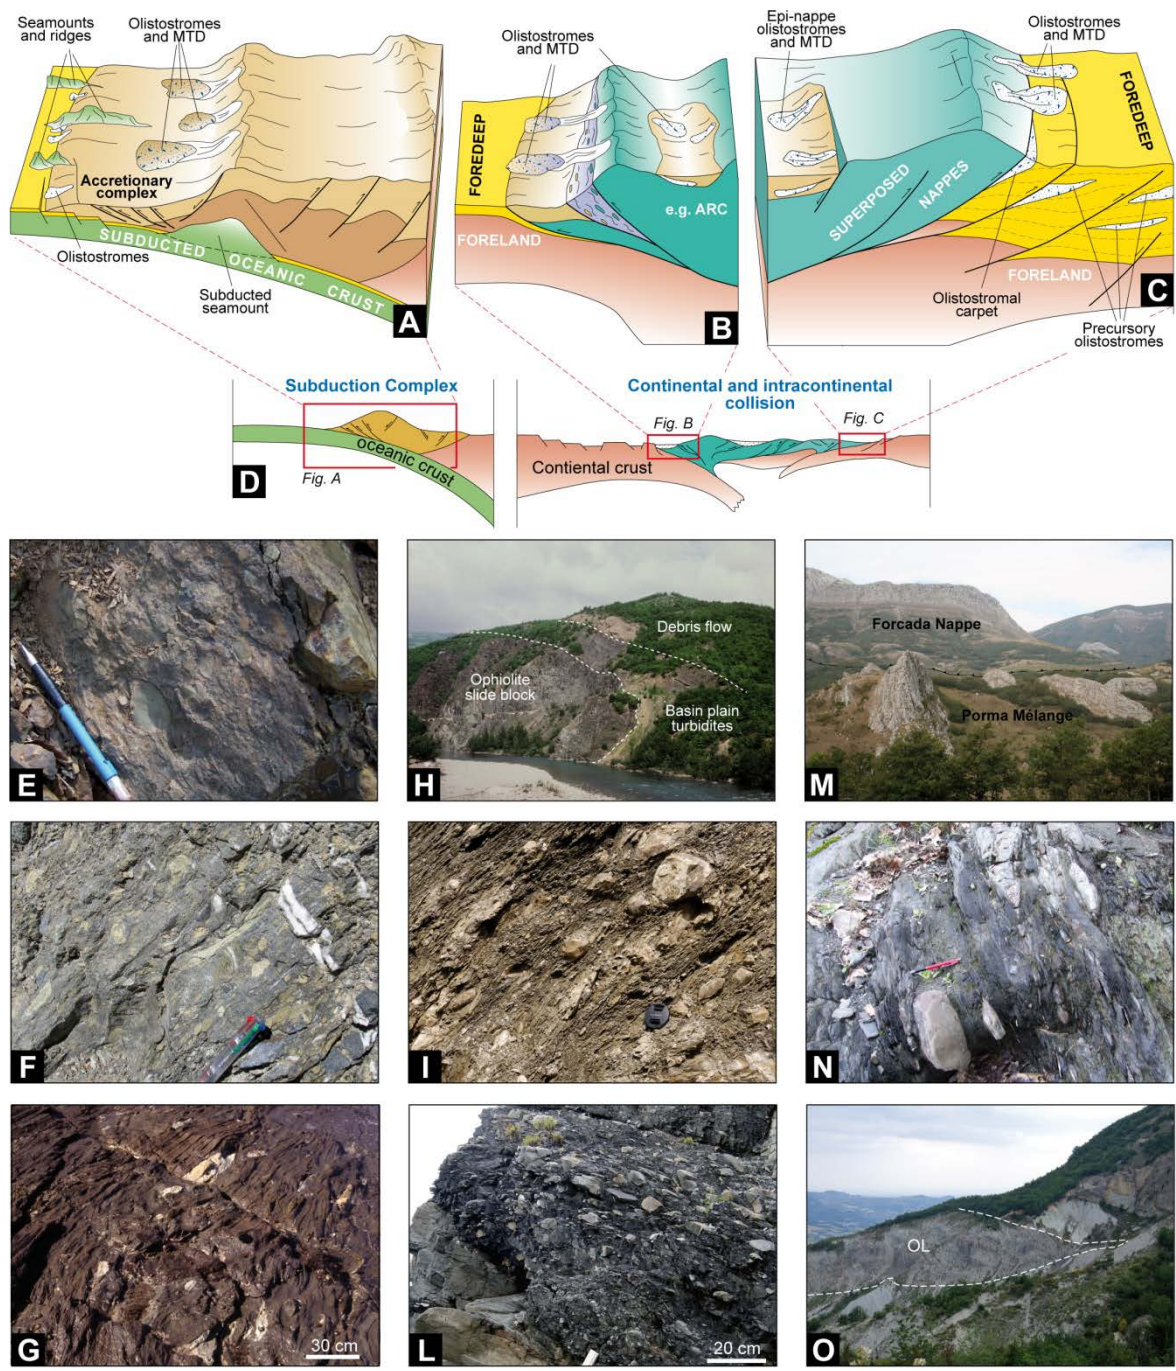 Seamounts
and ridges
Olistostromes
and MTD
Accretionary
complex
SUBDUCTED OCEANIC CRUST
Olistostromes
Subducted
seamount
A
Olistostromes
and MTD
FOREDEEP
FORELAND
e.g. ARC
B
Epi-nappe
olistostromes
and MTD
Olistostromes
and MTD
FOREDEEP
SUPERPOSED
NAPPES
FORELAND
Olistostromal
carpet
Precursory
olistostromes
C
Subduction Complex
oceanic crust
Fig. A
D
Continental and intracontinental
collision
Fig. B
Fig. C
Contiental crust
E
Ophiolite
slide block
Debris flow
Basin plain
turbidites
H
Forcada Nappe
Porma Mélange
M
F
I
N
G
30 cm
L
20 cm
OL
O